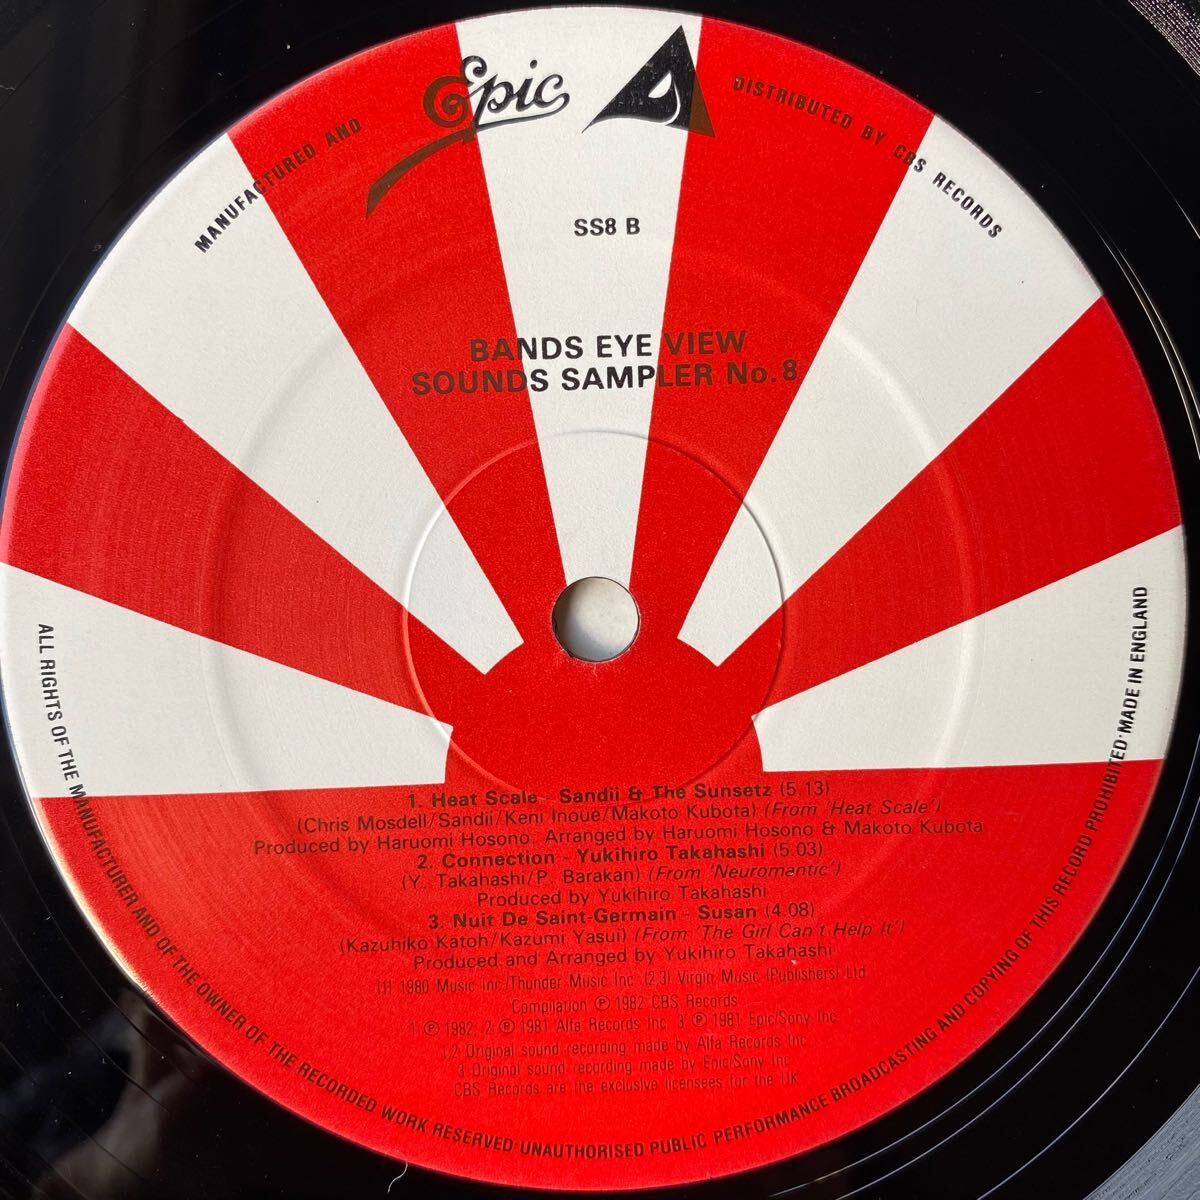 Epic
MANUFACTURED AND
DISTRIBUTED BY CBS RECORDS
SS8 B
BANDS EYE VIEW
SOUNDS SAMPLER No.8
1. Heat Scale - Sandii & The Sunsetz (5.13)
(Chris Mosdell/Sandii/Keni Inoue/Makoto Kubota) (From 'Heat Scale')
Produced by Haruomi Hosono. Arranged by Haruomi Hosono & Makoto Kubota
2. Connection - Yukihiro Takahashi (5.03)
(Y. Takahashi/P. Barakan) (From 'Neuromantic')
Produced by Yukihiro Takahashi
3. Nuit De Saint-Germain - Susan (4.08)
(Kazuhiko Katoh/Kazumi Yasui) (From 'The Girl Can't Help It')
Produced and Arranged by Yukihiro Takahashi
(1) 1980 Music Inc./Thunder Music Inc. (2,3) Virgin Music (Publishers) Ltd.
Compilation ℗ 1982 CBS Records
1 ℗ 1982; 2 ℗ 1981 Alfa Records Inc. 3 ℗ 1981 Epic/Sony Inc.
1,2 Original sound recording made by Alfa Records Inc.
3 Original sound recording made by Epic/Sony Inc.
CBS Records are the exclusive licensees for the UK
ALL RIGHTS OF THE MANUFACTURER AND OF THE OWNER OF THE RECORDED WORK RESERVED · UNAUTHORISED PUBLIC PERFORMANCE BROADCASTING AND COPYING OF THIS RECORD PROHIBITED · MADE IN ENGLAND